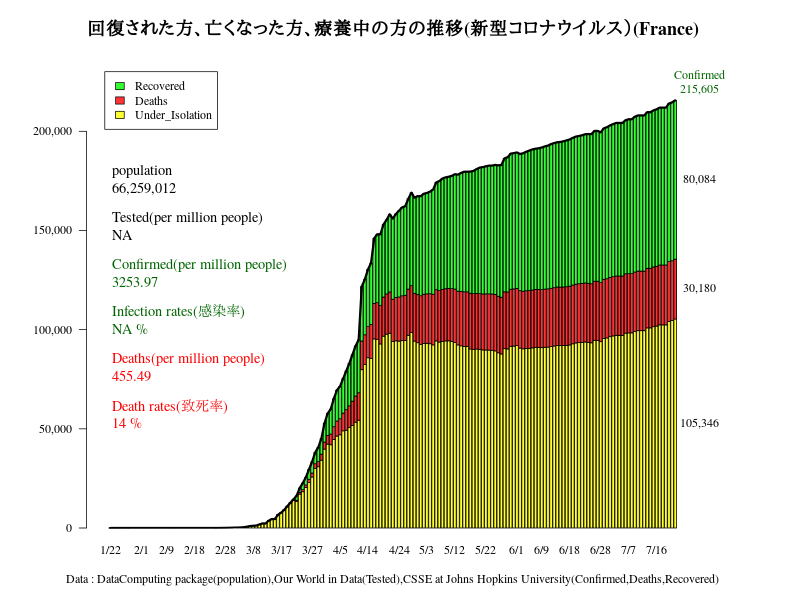 回復された方、亡くなった方、療養中の方の推移(新型コロナウイルス）(France)
Confirmed
215,605
Recovered
Deaths
Under_Isolation
200,000
150,000
100,000
50,000
0
population
66,259,012
Tested(per million people)
NA
Confirmed(per million people)
3253.97
Infection rates(感染率)
NA %
Deaths(per million people)
455.49
Death rates(致死率)
14 %
80,084
30,180
105,346
1/22 2/1 2/9 2/18 2/28 3/8 3/17 3/27 4/5 4/14 4/24 5/3 5/12 5/22 6/1 6/9 6/18 6/28 7/7 7/16
Data : DataComputing package(population),Our World in Data(Tested),CSSE at Johns Hopkins University(Confirmed,Deaths,Recovered)